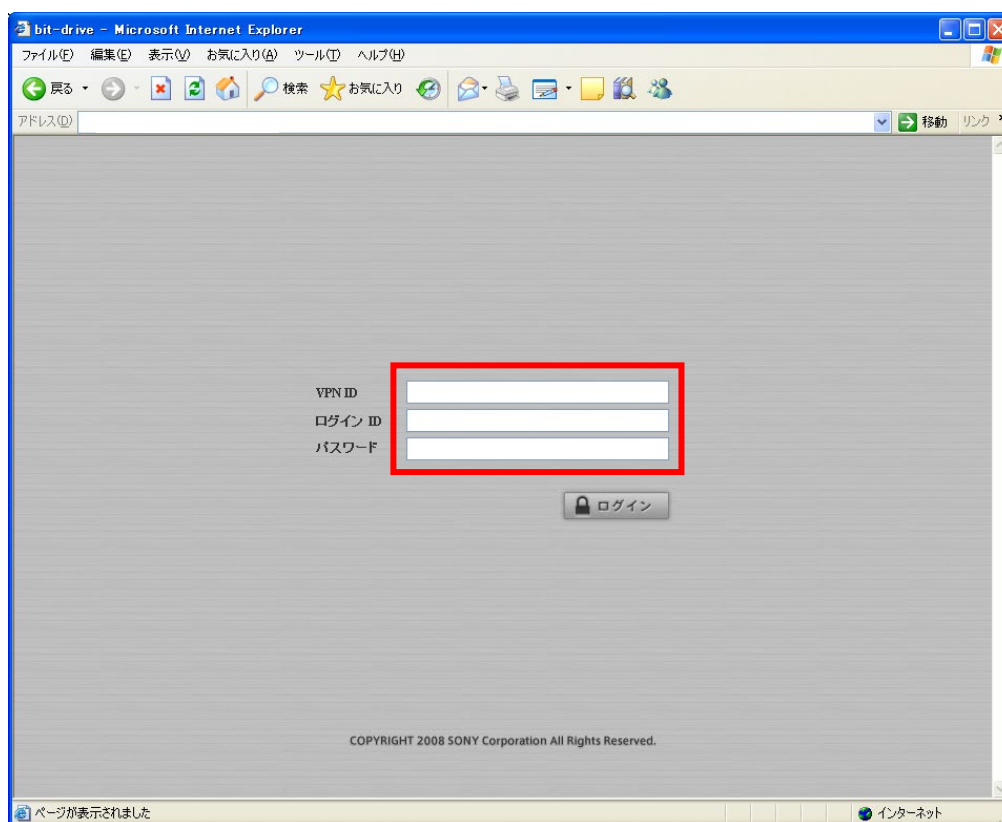 bit-drive - Microsoft Internet Explorer
ファイル(F) 編集(E) 表示(V) お気に入り(A) ツール(T) ヘルプ(H)
戻る 検索 お気に入り
アドレス(D) 移動 リンク
VPN ID
ログイン ID
パスワード
ログイン
COPYRIGHT 2008 SONY Corporation All Rights Reserved.
ページが表示されました インターネット